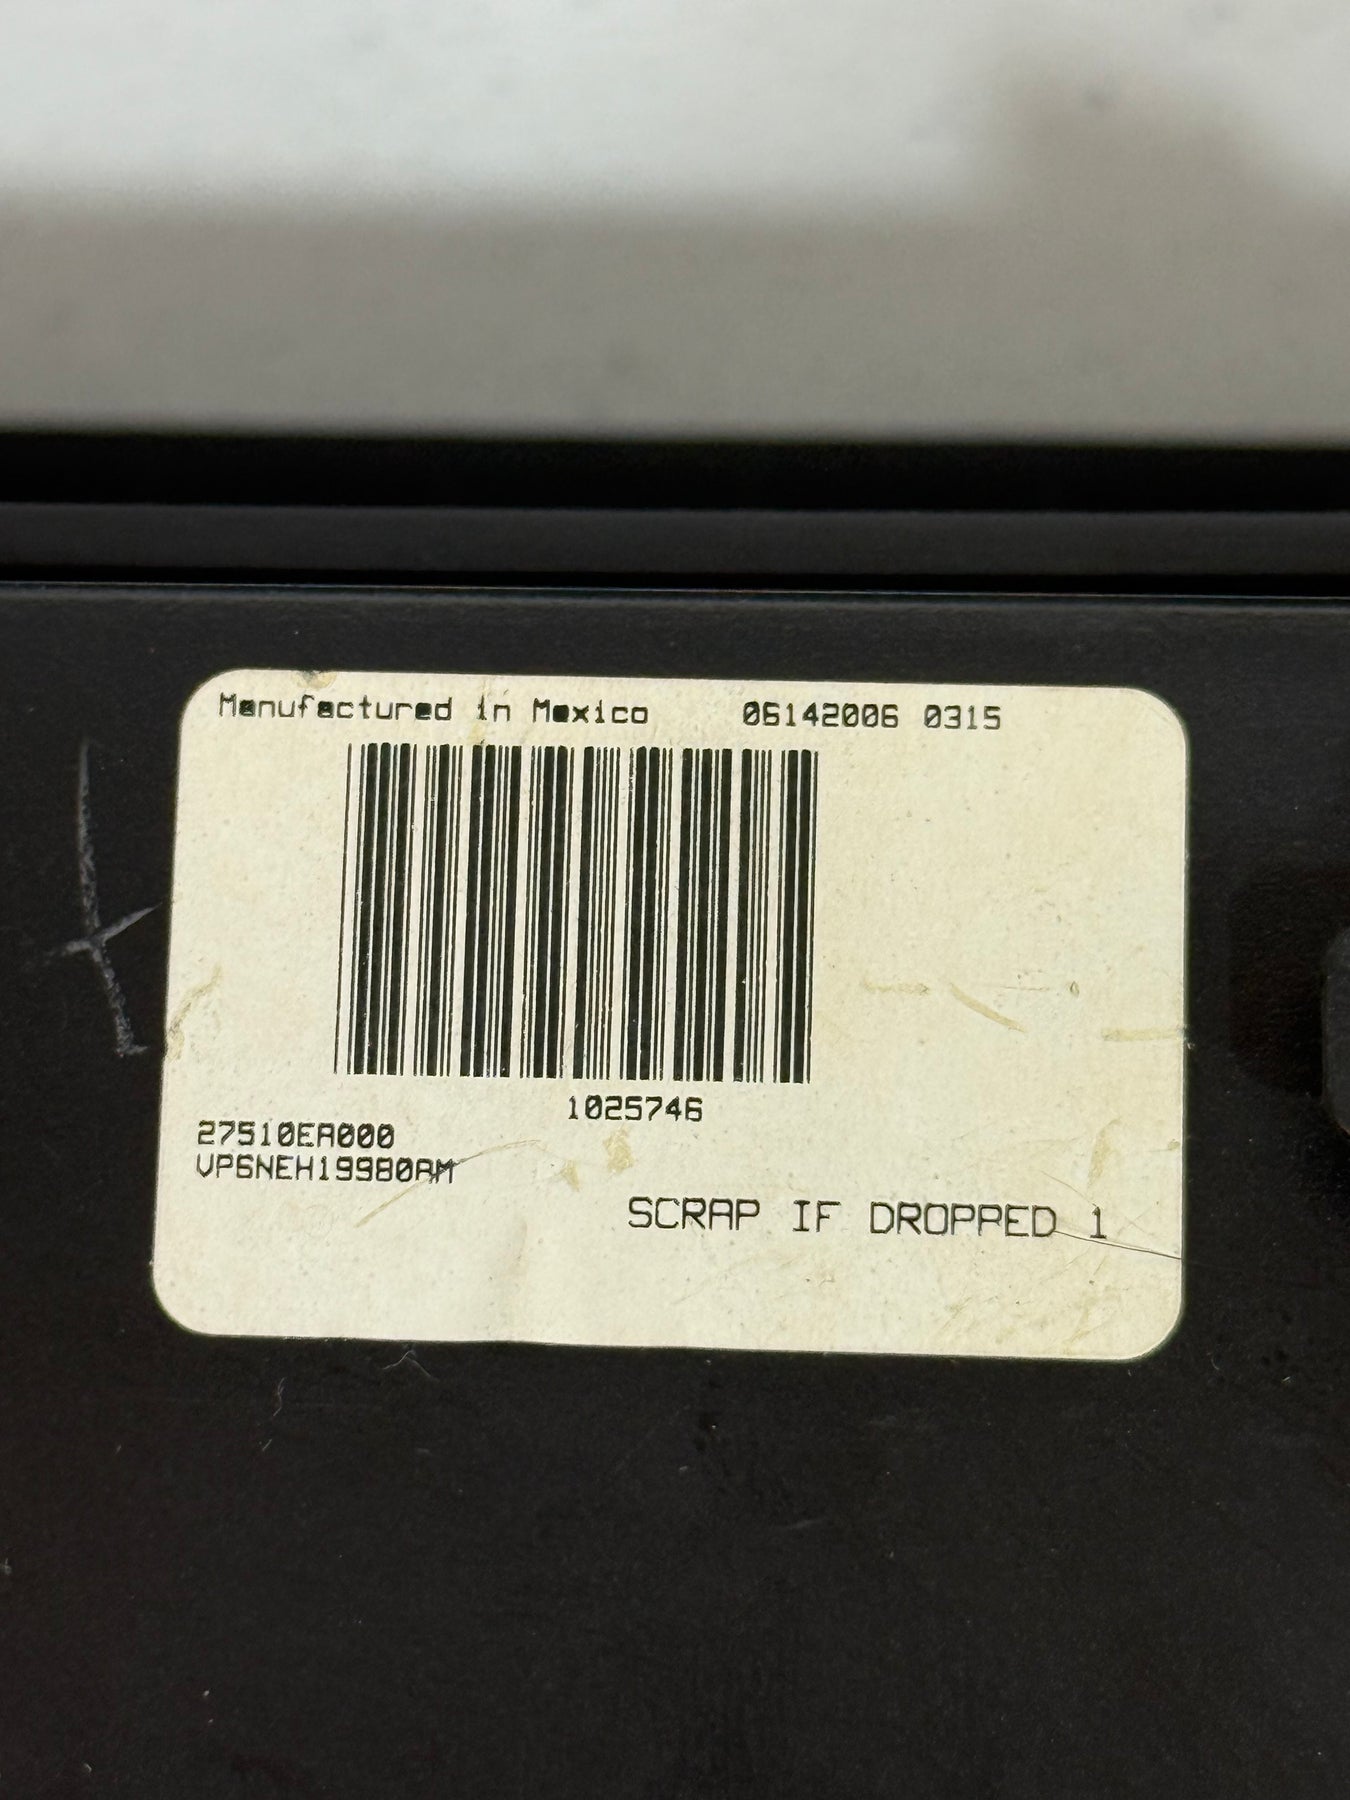 Manufactured in Mexico 06142006 0315
1025746
27510EA000
VP6NEH19980AM
SCRAP IF DROPPED 1